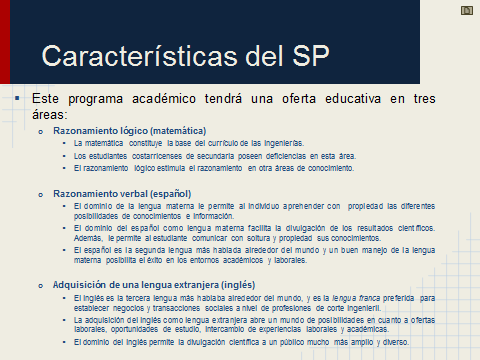 Características del SP
Este programa académico tendrá una oferta educativa en tres
áreas:
Razonamiento lógico (matemática)
La matemática constituye la base del currículo de las ingenierías.
Los estudiantes costarricenses de secundaria poseen deficiencias en esta área.
El razonamiento lógico estimula el razonamiento en otra áreas de conocimiento.
Razonamiento verbal (español)
El dominio de la lengua materna le permite al individuo aprehender con propiedad las diferentes
posibilidades de conocimientos e información.
El dominio del español como lengua materna facilita la divulgación de los resultados científicos.
Además, le permite al estudiante comunicar con soltura y propiedad sus conocimientos.
El español es la segunda lengua más hablada alrededor del mundo y un buen manejo de la lengua
materna posibilita el éxito en los entornos académicos y laborales.
Adquisición de una lengua extranjera (inglés)
El inglés es la tercera lengua más hablada alrededor del mundo, y es la lengua franca preferida para
establecer negocios y transacciones sociales a nivel de profesiones de corte ingenieril.
La adquisición del inglés como lengua extranjera abre un mundo de posibilidades en cuanto a ofertas
laborales, oportunidades de estudio, intercambio de experiencias laborales y académicas.
El dominio del inglés permite la divulgación científica a un público mucho más amplio y diverso.